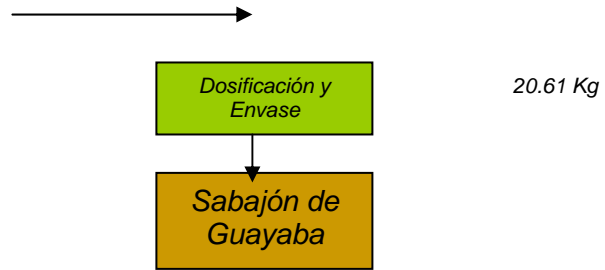 Dosificación y
Envase
20.61 Kg
Sabajón de
Guayaba